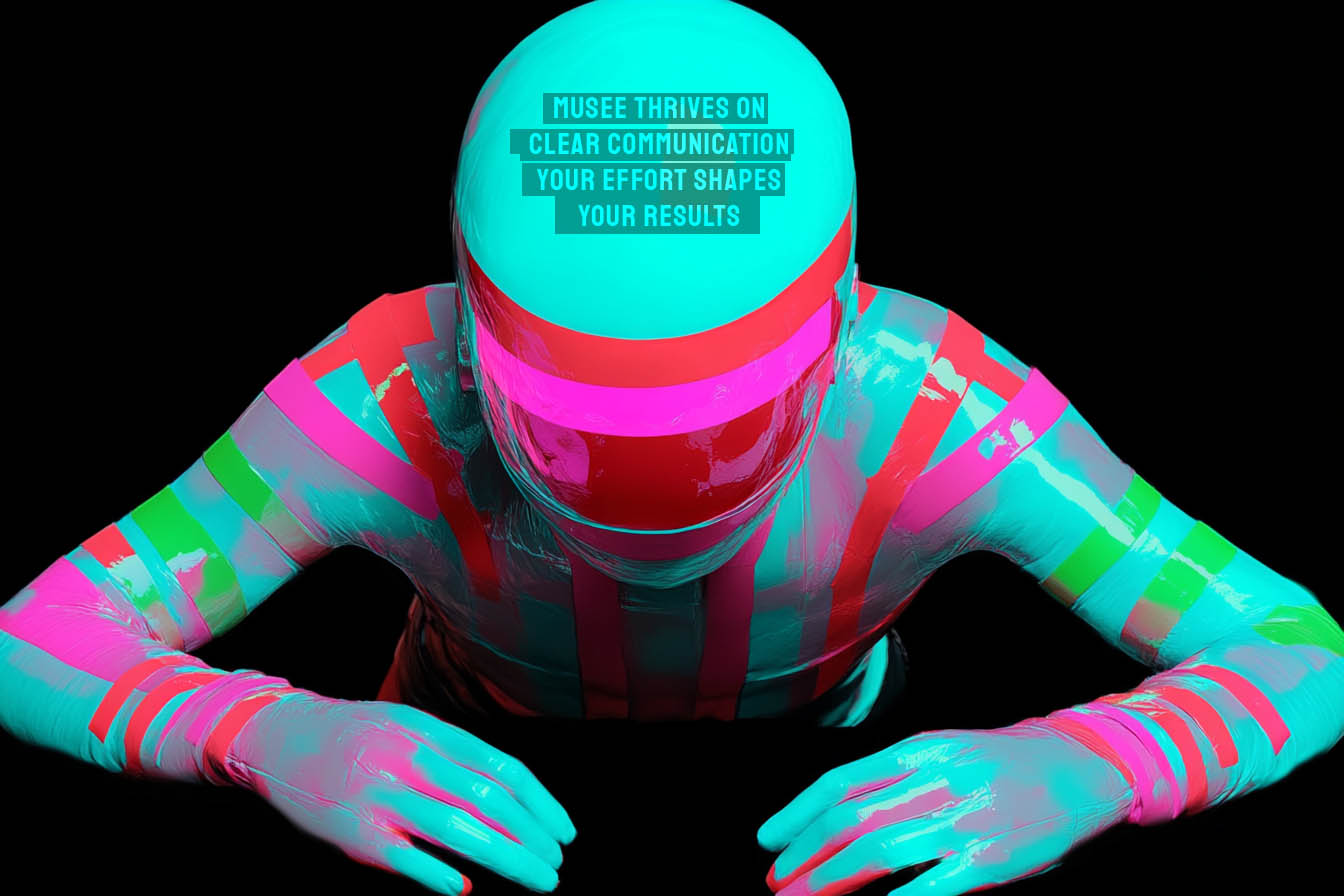 MUSEE THRIVES ON
CLEAR COMMUNICATION
YOUR EFFORT SHAPES
YOUR RESULTS